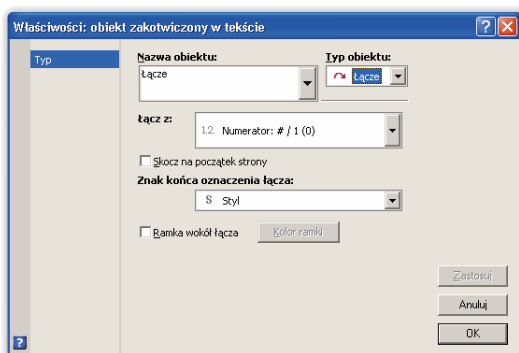 Właściwości: obiekt zakotwiczony w tekście
Typ
Nazwa obiektu:
Typ obiektu:
Łącze
Łącze
Łącz z:
1.2. Numerator: # / 1 (0)
Skocz na początek strony
Znak końca oznaczenia łącza:
S Styl
Ramka wokół łącza
Kolor ramki
Zastosuj
Anuluj
OK